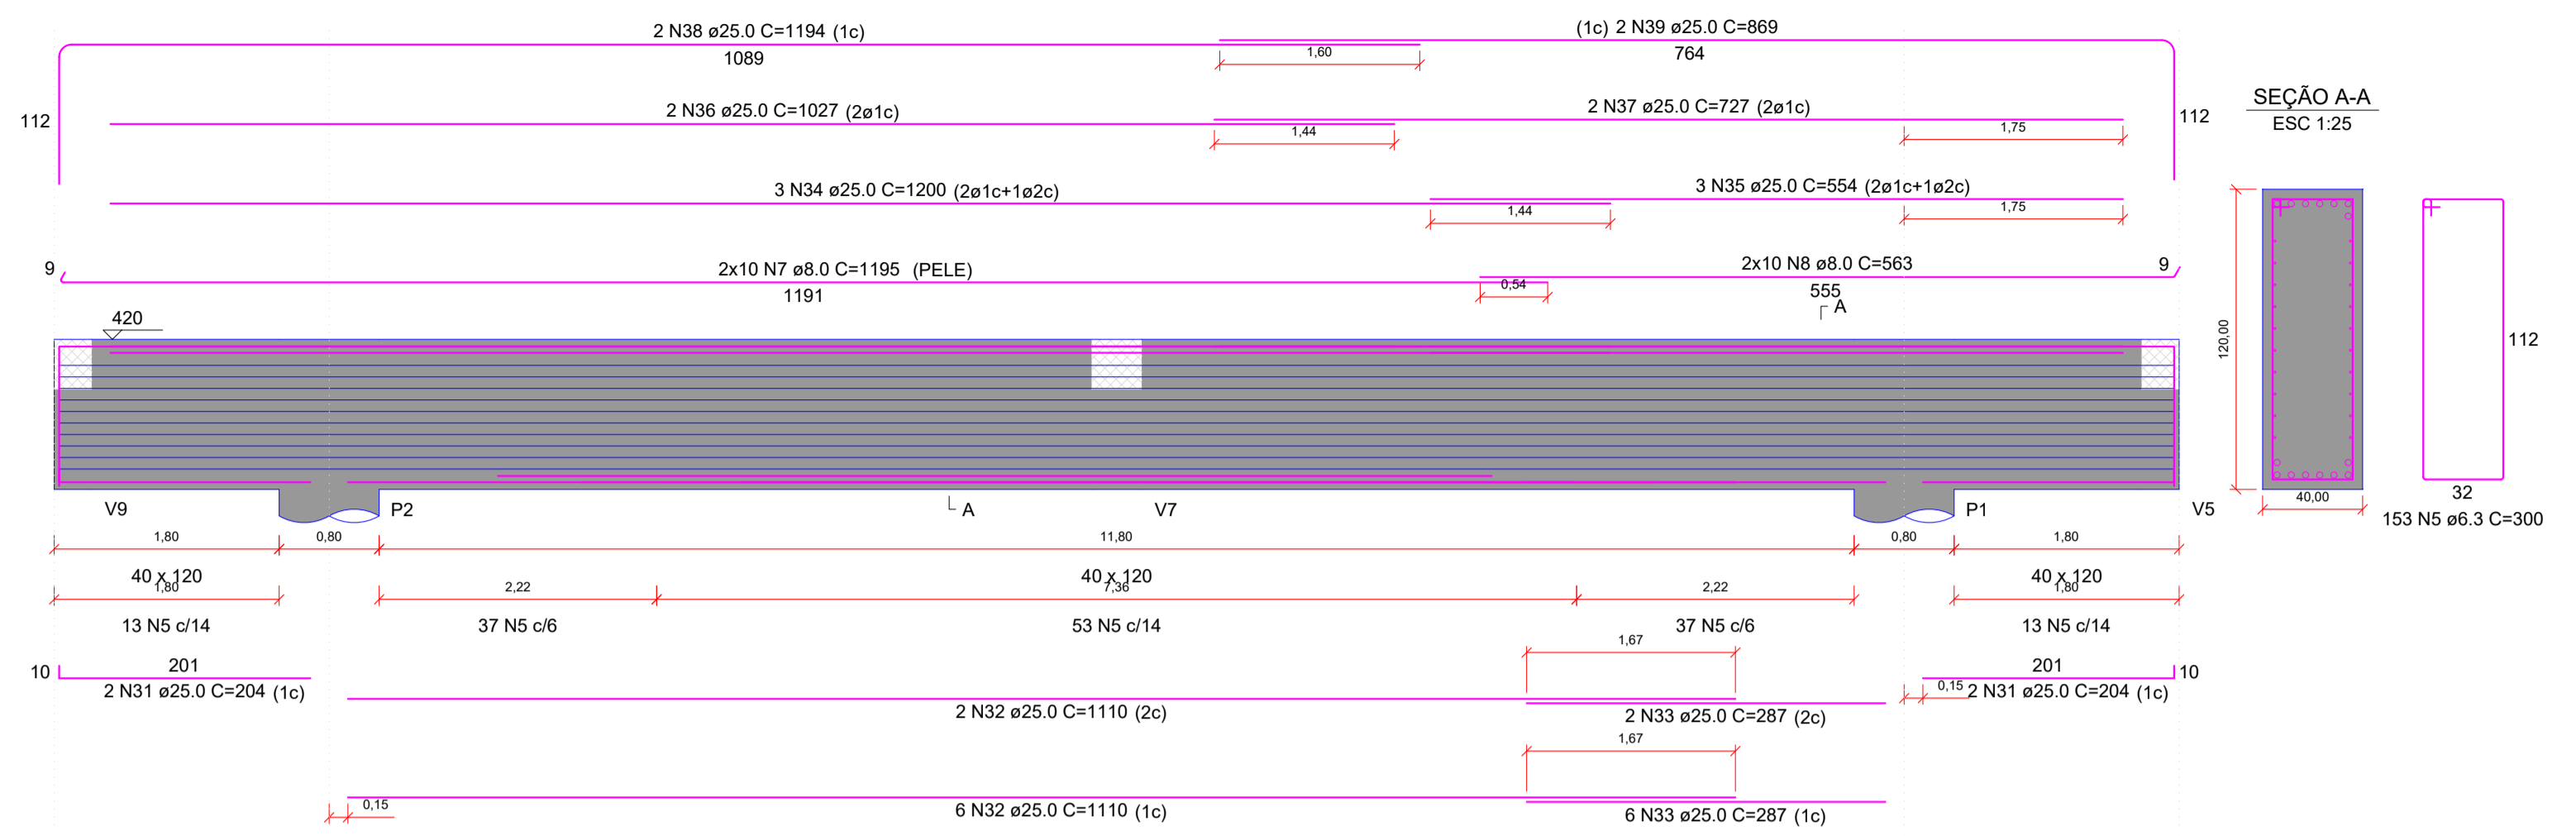 2 N38 ø25.0 C=1194 (1c)
1089
(1c) 2 N39 ø25.0 C=869
764
1,60
112
112
2 N36 ø25.0 C=1027 (2ø1c)
2 N37 ø25.0 C=727 (2ø1c)
1,44
1,75
SEÇÃO A-A
ESC 1:25
3 N34 ø25.0 C=1200 (2ø1c+1ø2c)
3 N35 ø25.0 C=554 (2ø1c+1ø2c)
1,44
1,75
9
2x10 N7 ø8.0 C=1195 (PELE)
1191
2x10 N8 ø8.0 C=563
555
9
0,54
A
420
120,00
40,00
112
32
153 N5 ø6.3 C=300
V9
P2
A
V7
P1
V5
1,80
0,80
11,80
0,80
1,80
40 x 120
40 x 120
40 x 120
1,80
2,22
7,36
2,22
1,80
13 N5 c/14
37 N5 c/6
53 N5 c/14
37 N5 c/6
13 N5 c/14
1,67
10
201
2 N31 ø25.0 C=204 (1c)
201
10
0,15
2 N31 ø25.0 C=204 (1c)
2 N32 ø25.0 C=1110 (2c)
2 N33 ø25.0 C=287 (2c)
1,67
0,15
6 N32 ø25.0 C=1110 (1c)
6 N33 ø25.0 C=287 (1c)